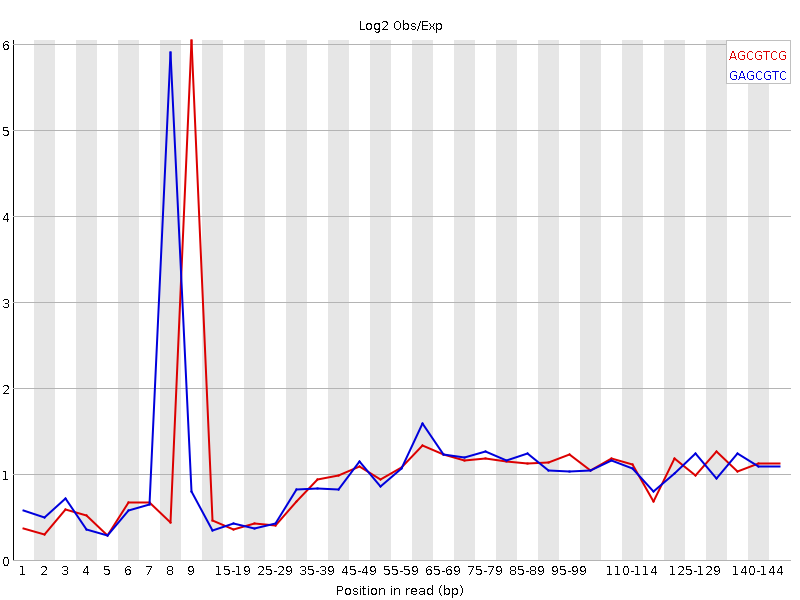 Log2 Obs/Exp
AGCGTCG
GAGCGTC
6
5
4
3
2
1
0
1 2 3 4 5 6 7 8 9 15-19 25-29 35-39 45-49 55-59 65-69 75-79 85-89 95-99 110-114 125-129 140-144
Position in read (bp)